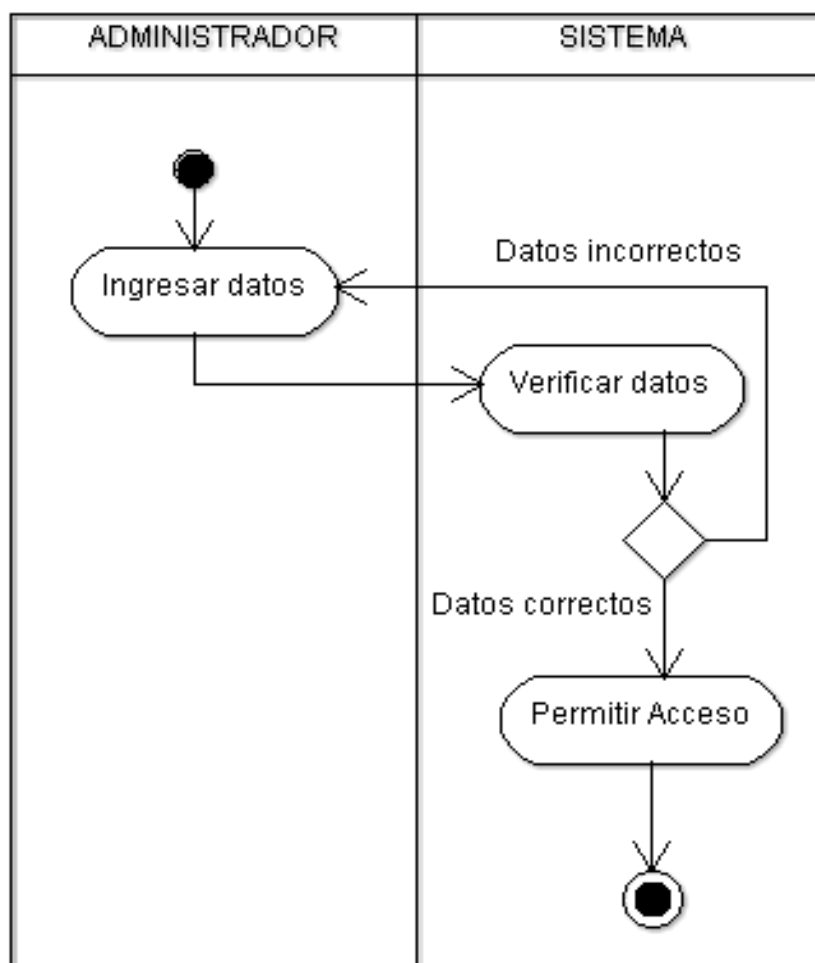 ADMINISTRADOR
SISTEMA
Datos incorrectos
Ingresar datos
Verificar datos
Datos correctos
Permitir Acceso